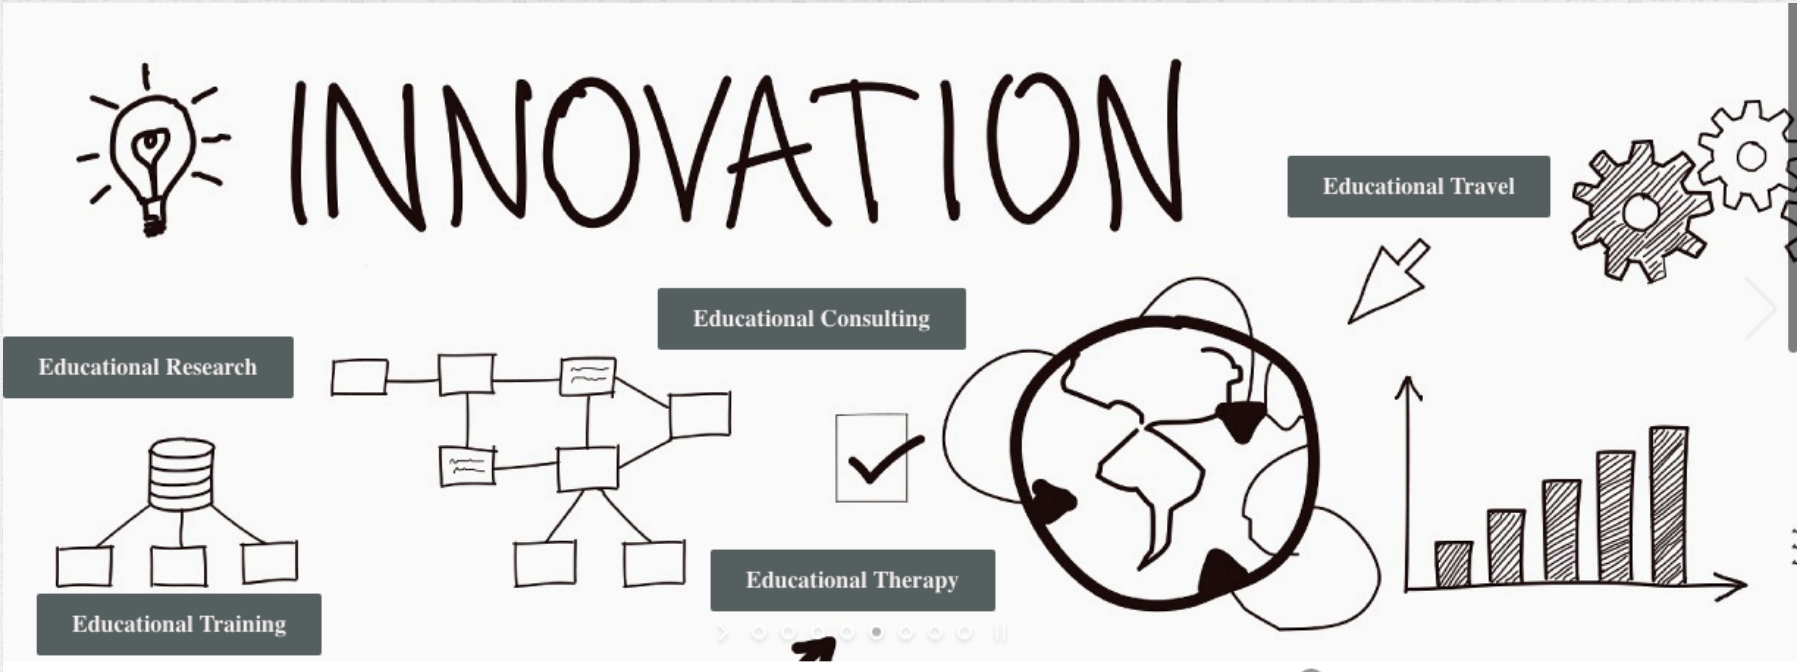 INNOVATION
Educational Travel
Educational Consulting
Educational Research
Educational Therapy
Educational Training